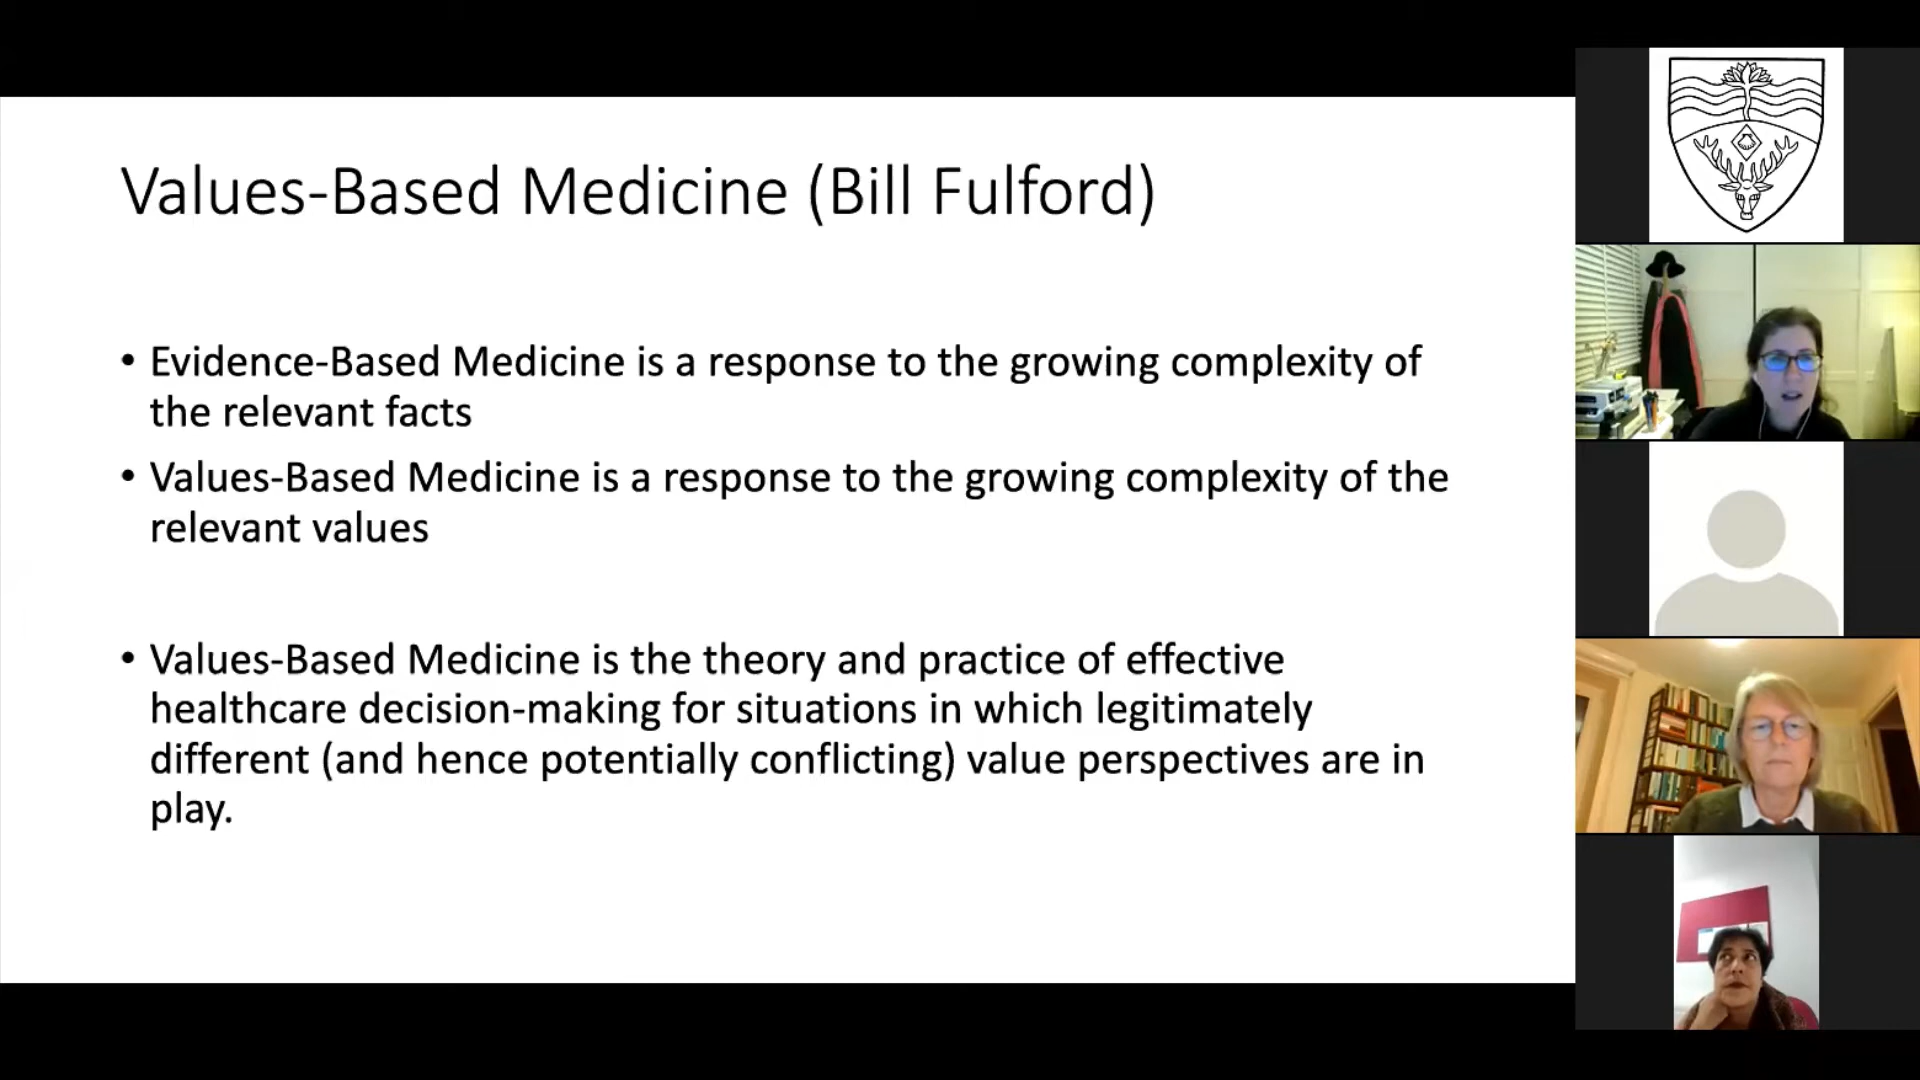 Values-Based Medicine (Bill Fulford)
• Evidence-Based Medicine is a response to the growing complexity of
the relevant facts
• Values-Based Medicine is a response to the growing complexity of the
relevant values
• Values-Based Medicine is the theory and practice of effective
healthcare decision-making for situations in which legitimately
different (and hence potentially conflicting) value perspectives are in
play.